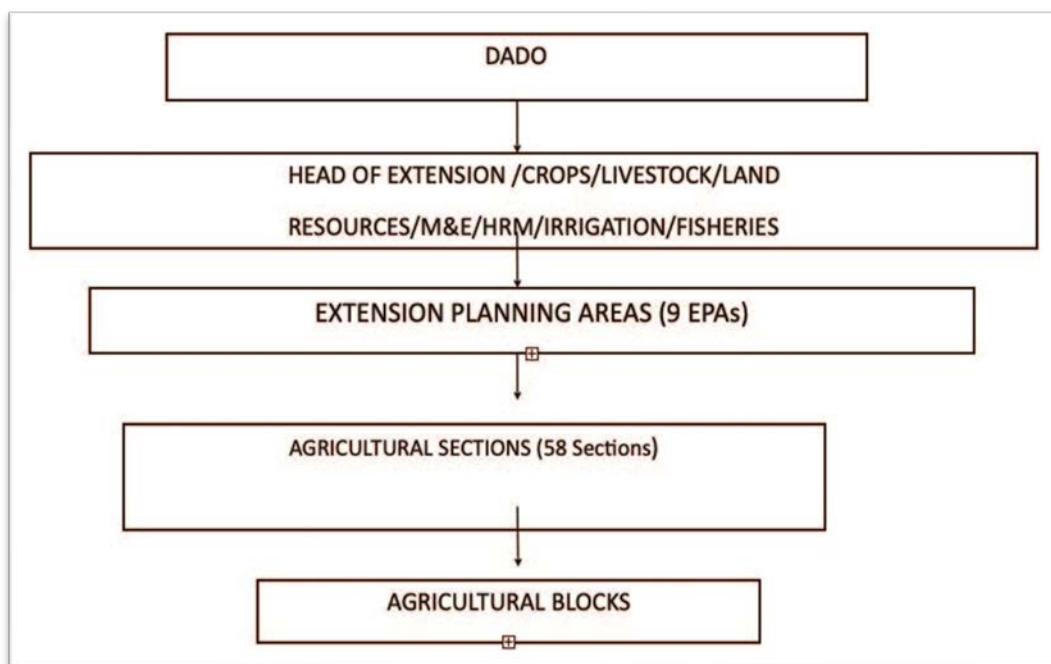 DADO
HEAD OF EXTENSION /CROPS/LIVESTOCK/LAND
RESOURCES/M&E/HRM/IRRIGATION/FISHERIES
EXTENSION PLANNING AREAS (9 EPAs)
AGRICULTURAL SECTIONS (58 Sections)
AGRICULTURAL BLOCKS